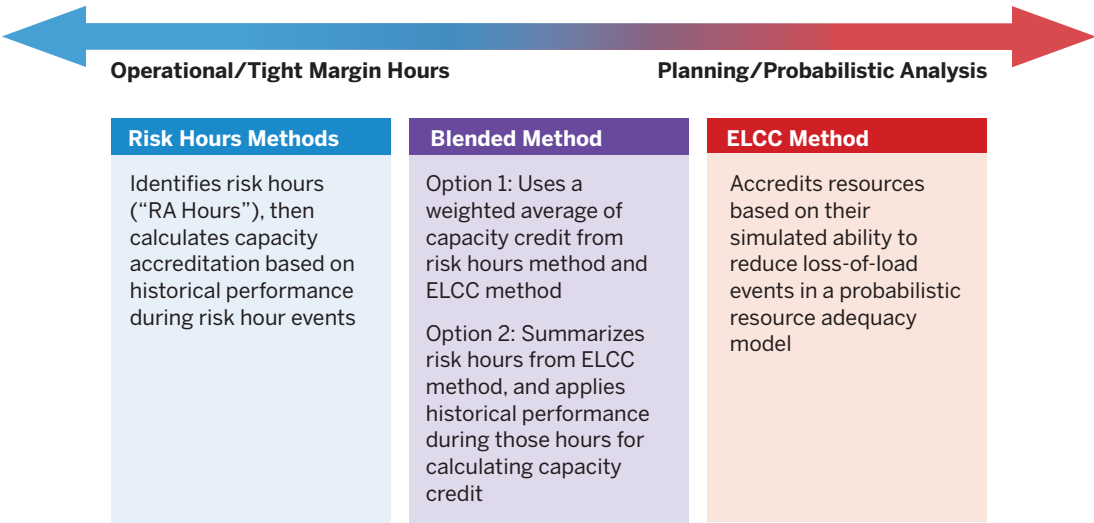 Operational/Tight Margin Hours
Planning/Probabilistic Analysis
Risk Hours Methods
Identifies risk hours
(“RA Hours”), then
calculates capacity
accreditation based on
historical performance
during risk hour events
Blended Method
Option 1: Uses a
weighted average of
capacity credit from
risk hours method and
ELCC method
Option 2: Summarizes
risk hours from ELCC
method, and applies
historical performance
during those hours for
calculating capacity
credit
ELCC Method
Accredits resources
based on their
simulated ability to
reduce loss-of-load
events in a probabilistic
resource adequacy
model